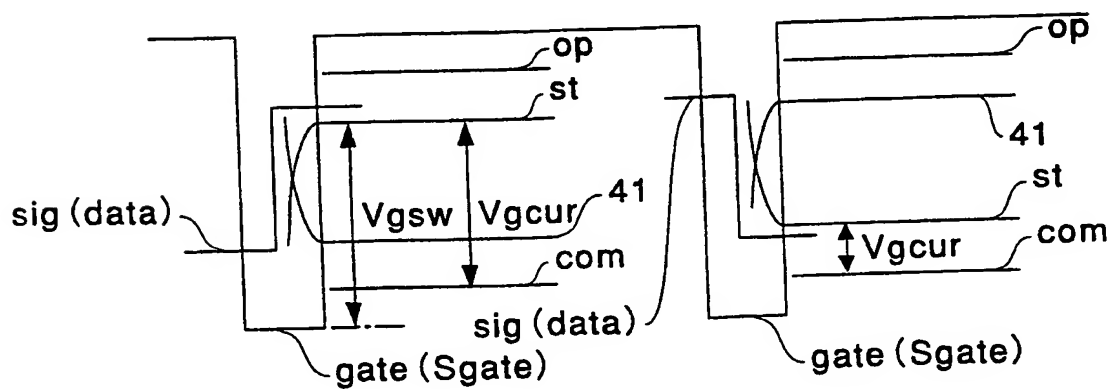 op
st
41
sig (data)
Vgsw
Vgcur
com
gate (Sgate)
op
41
st
Vgcur
com
sig (data)
gate (Sgate)